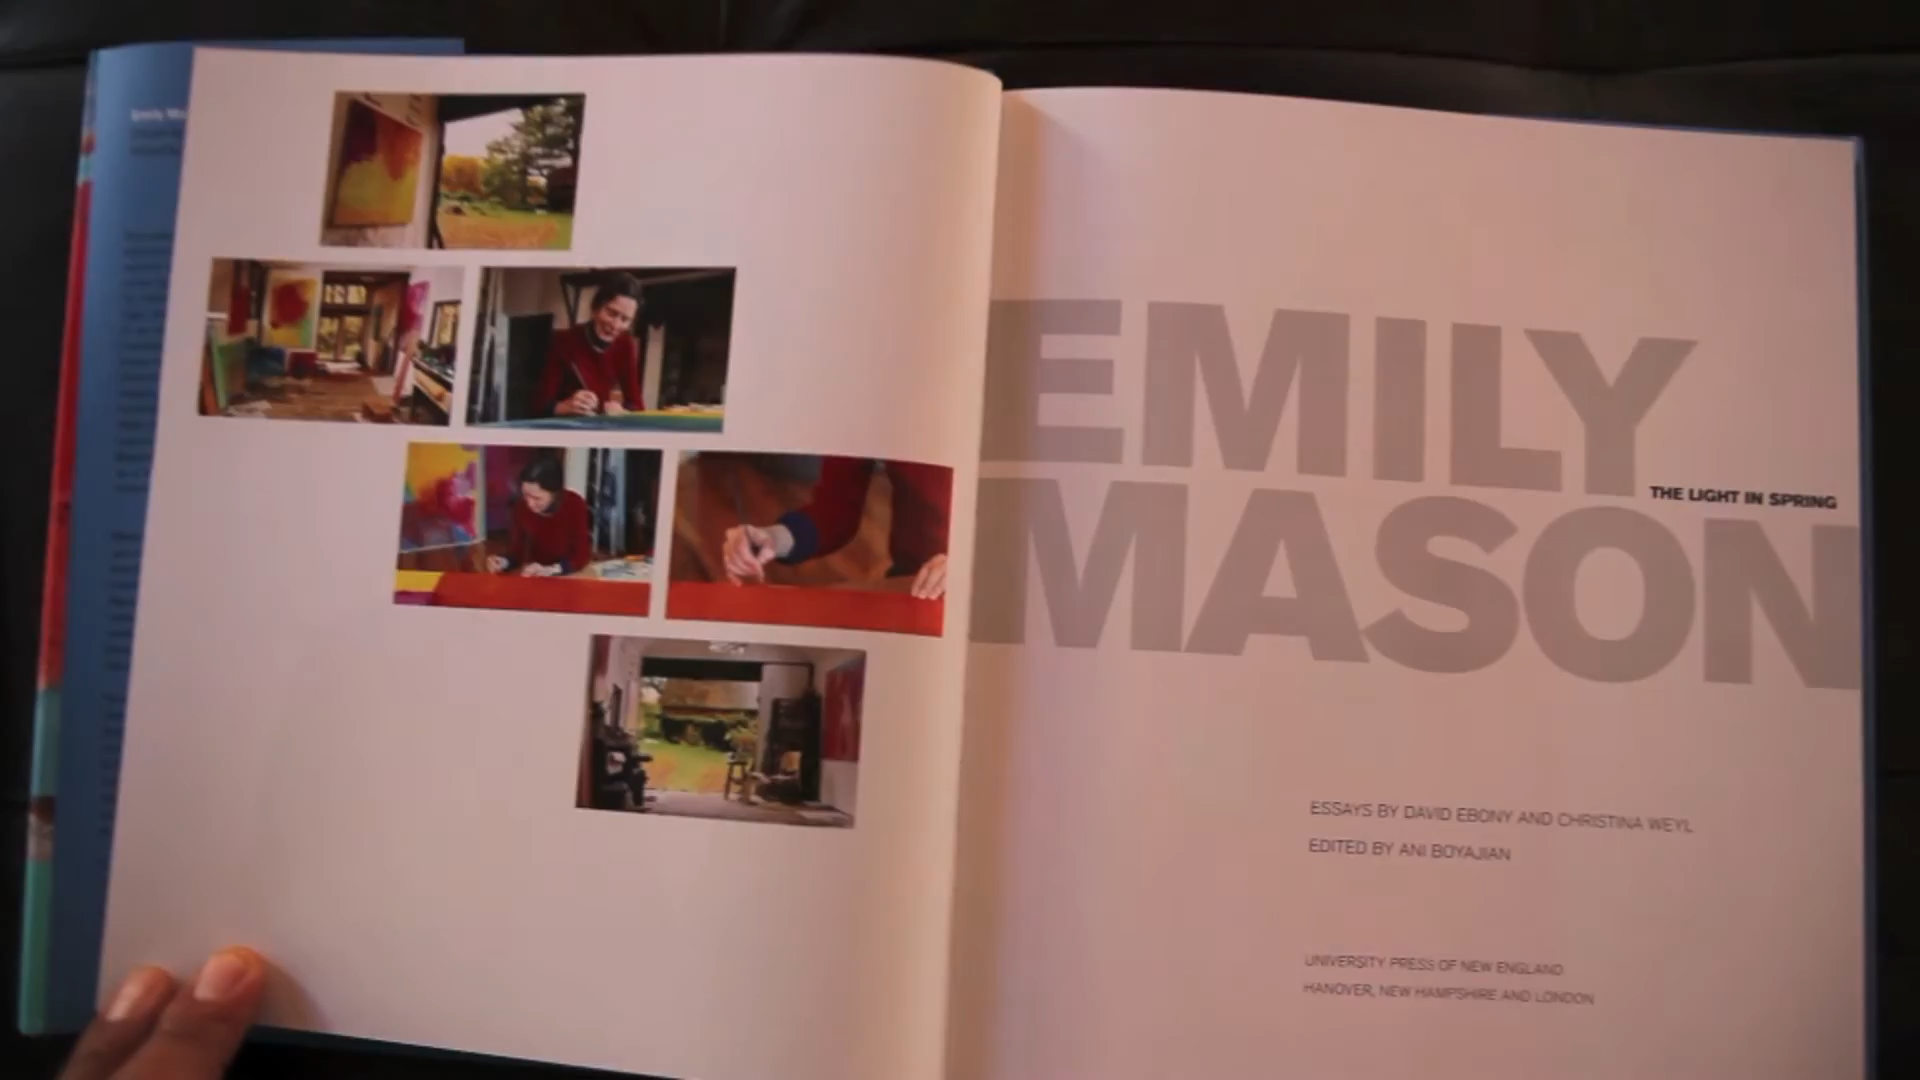 EMILY
THE LIGHT IN SPRING
MASON
ESSAYS BY DAVID EBONY AND CHRISTINA WEYL
EDITED BY ANI BOYAJIAN
UNIVERSITY PRESS OF NEW ENGLAND
HANOVER, NEW HAMPSHIRE AND LONDON